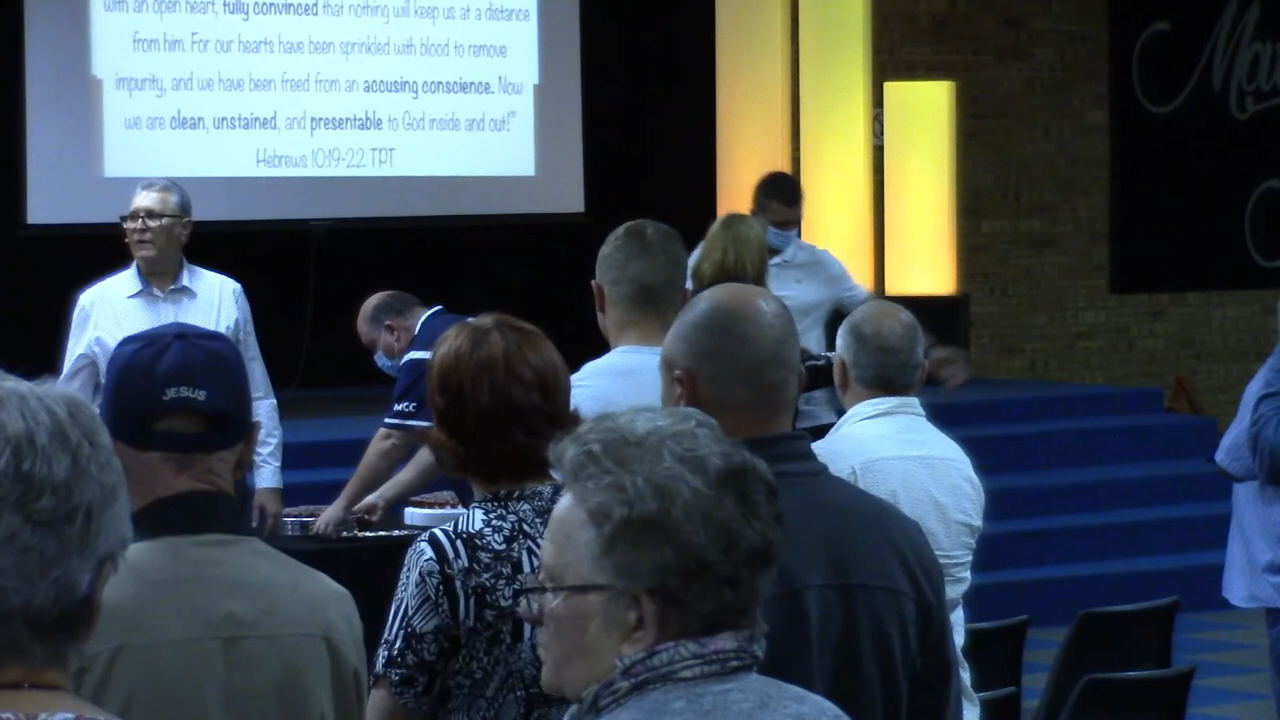 with an open heart, fully convinced that nothing will keep us at a distance
from him. For our hearts have been sprinkled with blood to remove
impurity, and we have been freed from an accusing conscience. Now
we are clean, unstained, and presentable to God inside and out!"
Hebrews 10:19-22 TPT
JESUS
MCC